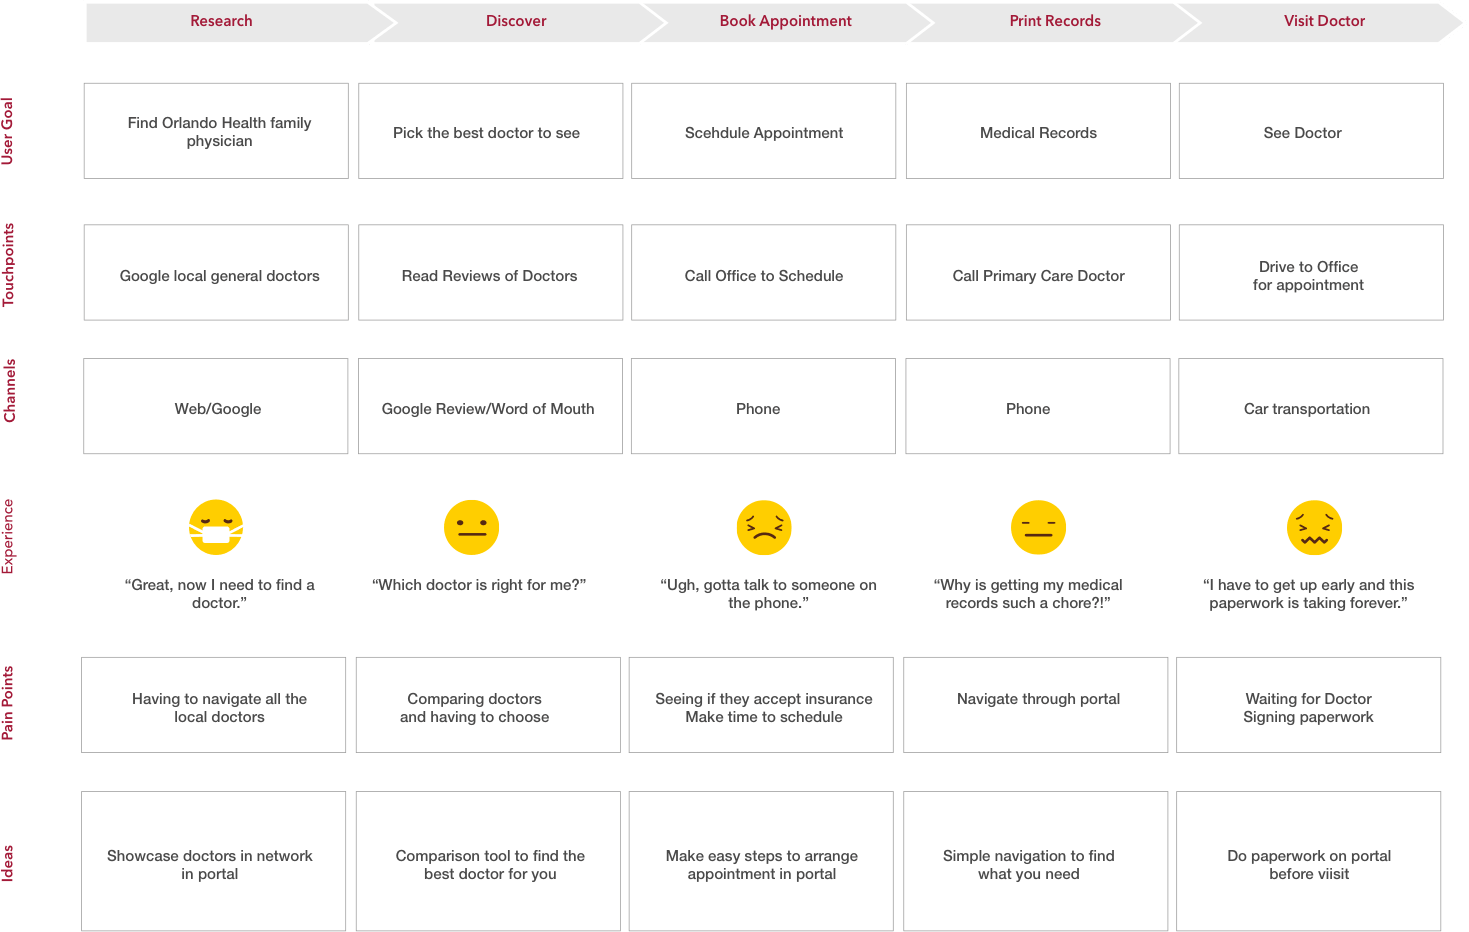 Research
Discover
Book Appointment
Print Records
Visit Doctor
User Goal
Find Orlando Health family
physician
Pick the best doctor to see
Scehdule Appointment
Medical Records
See Doctor
Touchpoints
Google local general doctors
Read Reviews of Doctors
Call Office to Schedule
Call Primary Care Doctor
Drive to Office
for appointment
Channels
Web/Google
Google Review/Word of Mouth
Phone
Phone
Car transportation
Experience
“Great, now I need to find a
doctor.”
“Which doctor is right for me?”
“Ugh, gotta talk to someone on
the phone.”
“Why is getting my medical
records such a chore?!”
“I have to get up early and this
paperwork is taking forever.”
Pain Points
Having to navigate all the
local doctors
Comparing doctors
and having to choose
Seeing if they accept insurance
Make time to schedule
Navigate through portal
Waiting for Doctor
Signing paperwork
Ideas
Showcase doctors in network
in portal
Comparison tool to find the
best doctor for you
Make easy steps to arrange
appointment in portal
Simple navigation to find
what you need
Do paperwork on portal
before viisit